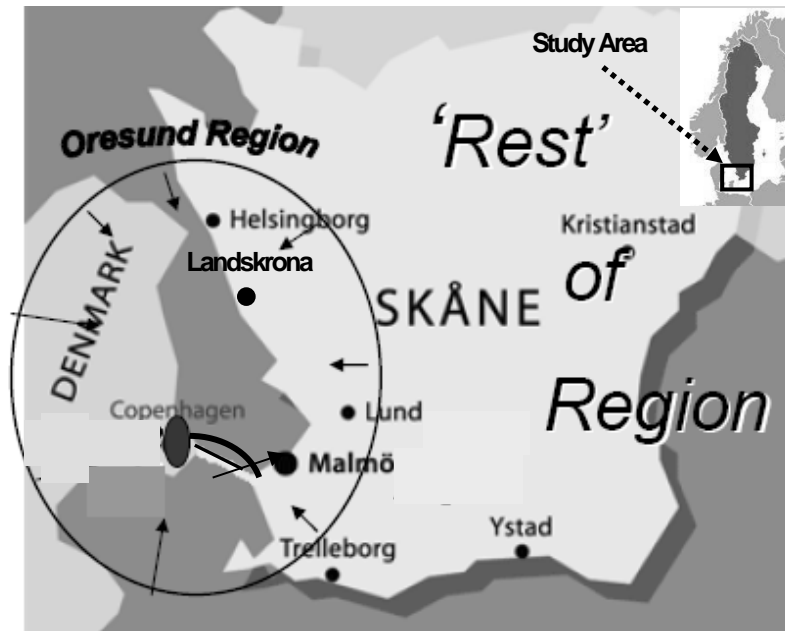 Study Area
'Rest'
Oresund Region
Helsingborg
Kristianstad
Landskrona
of
DENMARK
SKÅNE
Region
Copenhagen
Lund
Malmö
Ystad
Trelleborg